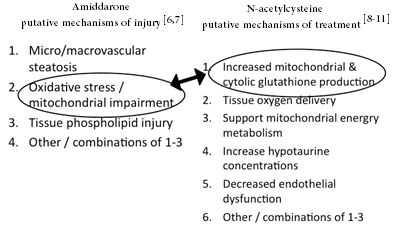 Amiddarone
putative mechanisms of injury [6,7]
1. Micro/macrovascular
steatosis
2. Oxidative stress /
mitochondrial impairment
3. Tissue phospholipid injury
4. Other / combinations of 1-3
N-acetylcysteine
putative mechanisms of treatment [8-11]
1. Increased mitochondrial &
cytolic glutathione production
2. Tissue oxygen delivery
3. Support mitochondrial energry
metabolism
4. Increase hypotaurine
concentrations
5. Decreased endothelial
dysfunction
6. Other / combinations of 1-3